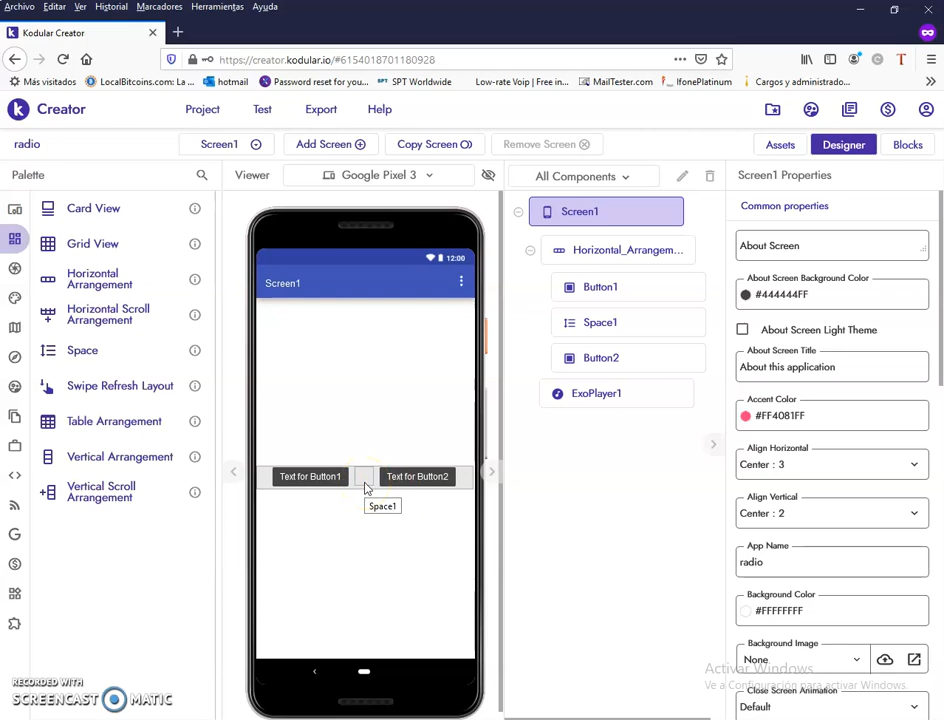 Archivo Editar Ver Historial Marcadores Herramientas Ayuda
Kodular Creator
https://creator.kodular.io/#6154018701180928
Más visitados LocalBitcoins.com: La ... hotmail Password reset for you... SPT Worldwide Low-rate Voip | Free in... MailTester.com IfonePlatinum Cargos y administrado...
Creator Project Test Export Help
radio Screen1 Add Screen Copy Screen Remove Screen Assets Designer Blocks
Palette Viewer Google Pixel 3 All Components Screen1 Properties
Card View
Grid View
Horizontal
Arrangement
Horizontal Scroll
Arrangement
Space
Swipe Refresh Layout
Table Arrangement
Vertical Arrangement
Vertical Scroll
Arrangement
12:00
Screen1
Text for Button1 Text for Button2
Space1
Screen1
Horizontal_Arrangem...
Button1
Space1
Button2
ExoPlayer1
Common properties
About Screen
About Screen Background Color
#444444FF
About Screen Light Theme
About Screen Title
About this application
Accent Color
#FF4081FF
Align Horizontal
Center : 3
Align Vertical
Center : 2
App Name
radio
Background Color
#FFFFFFFF
Background Image
None
Close Screen Animation
Default
Activar Windows
Ve a Configuración para activar Windows.
RECORDED WITH
SCREENCAST MATIC